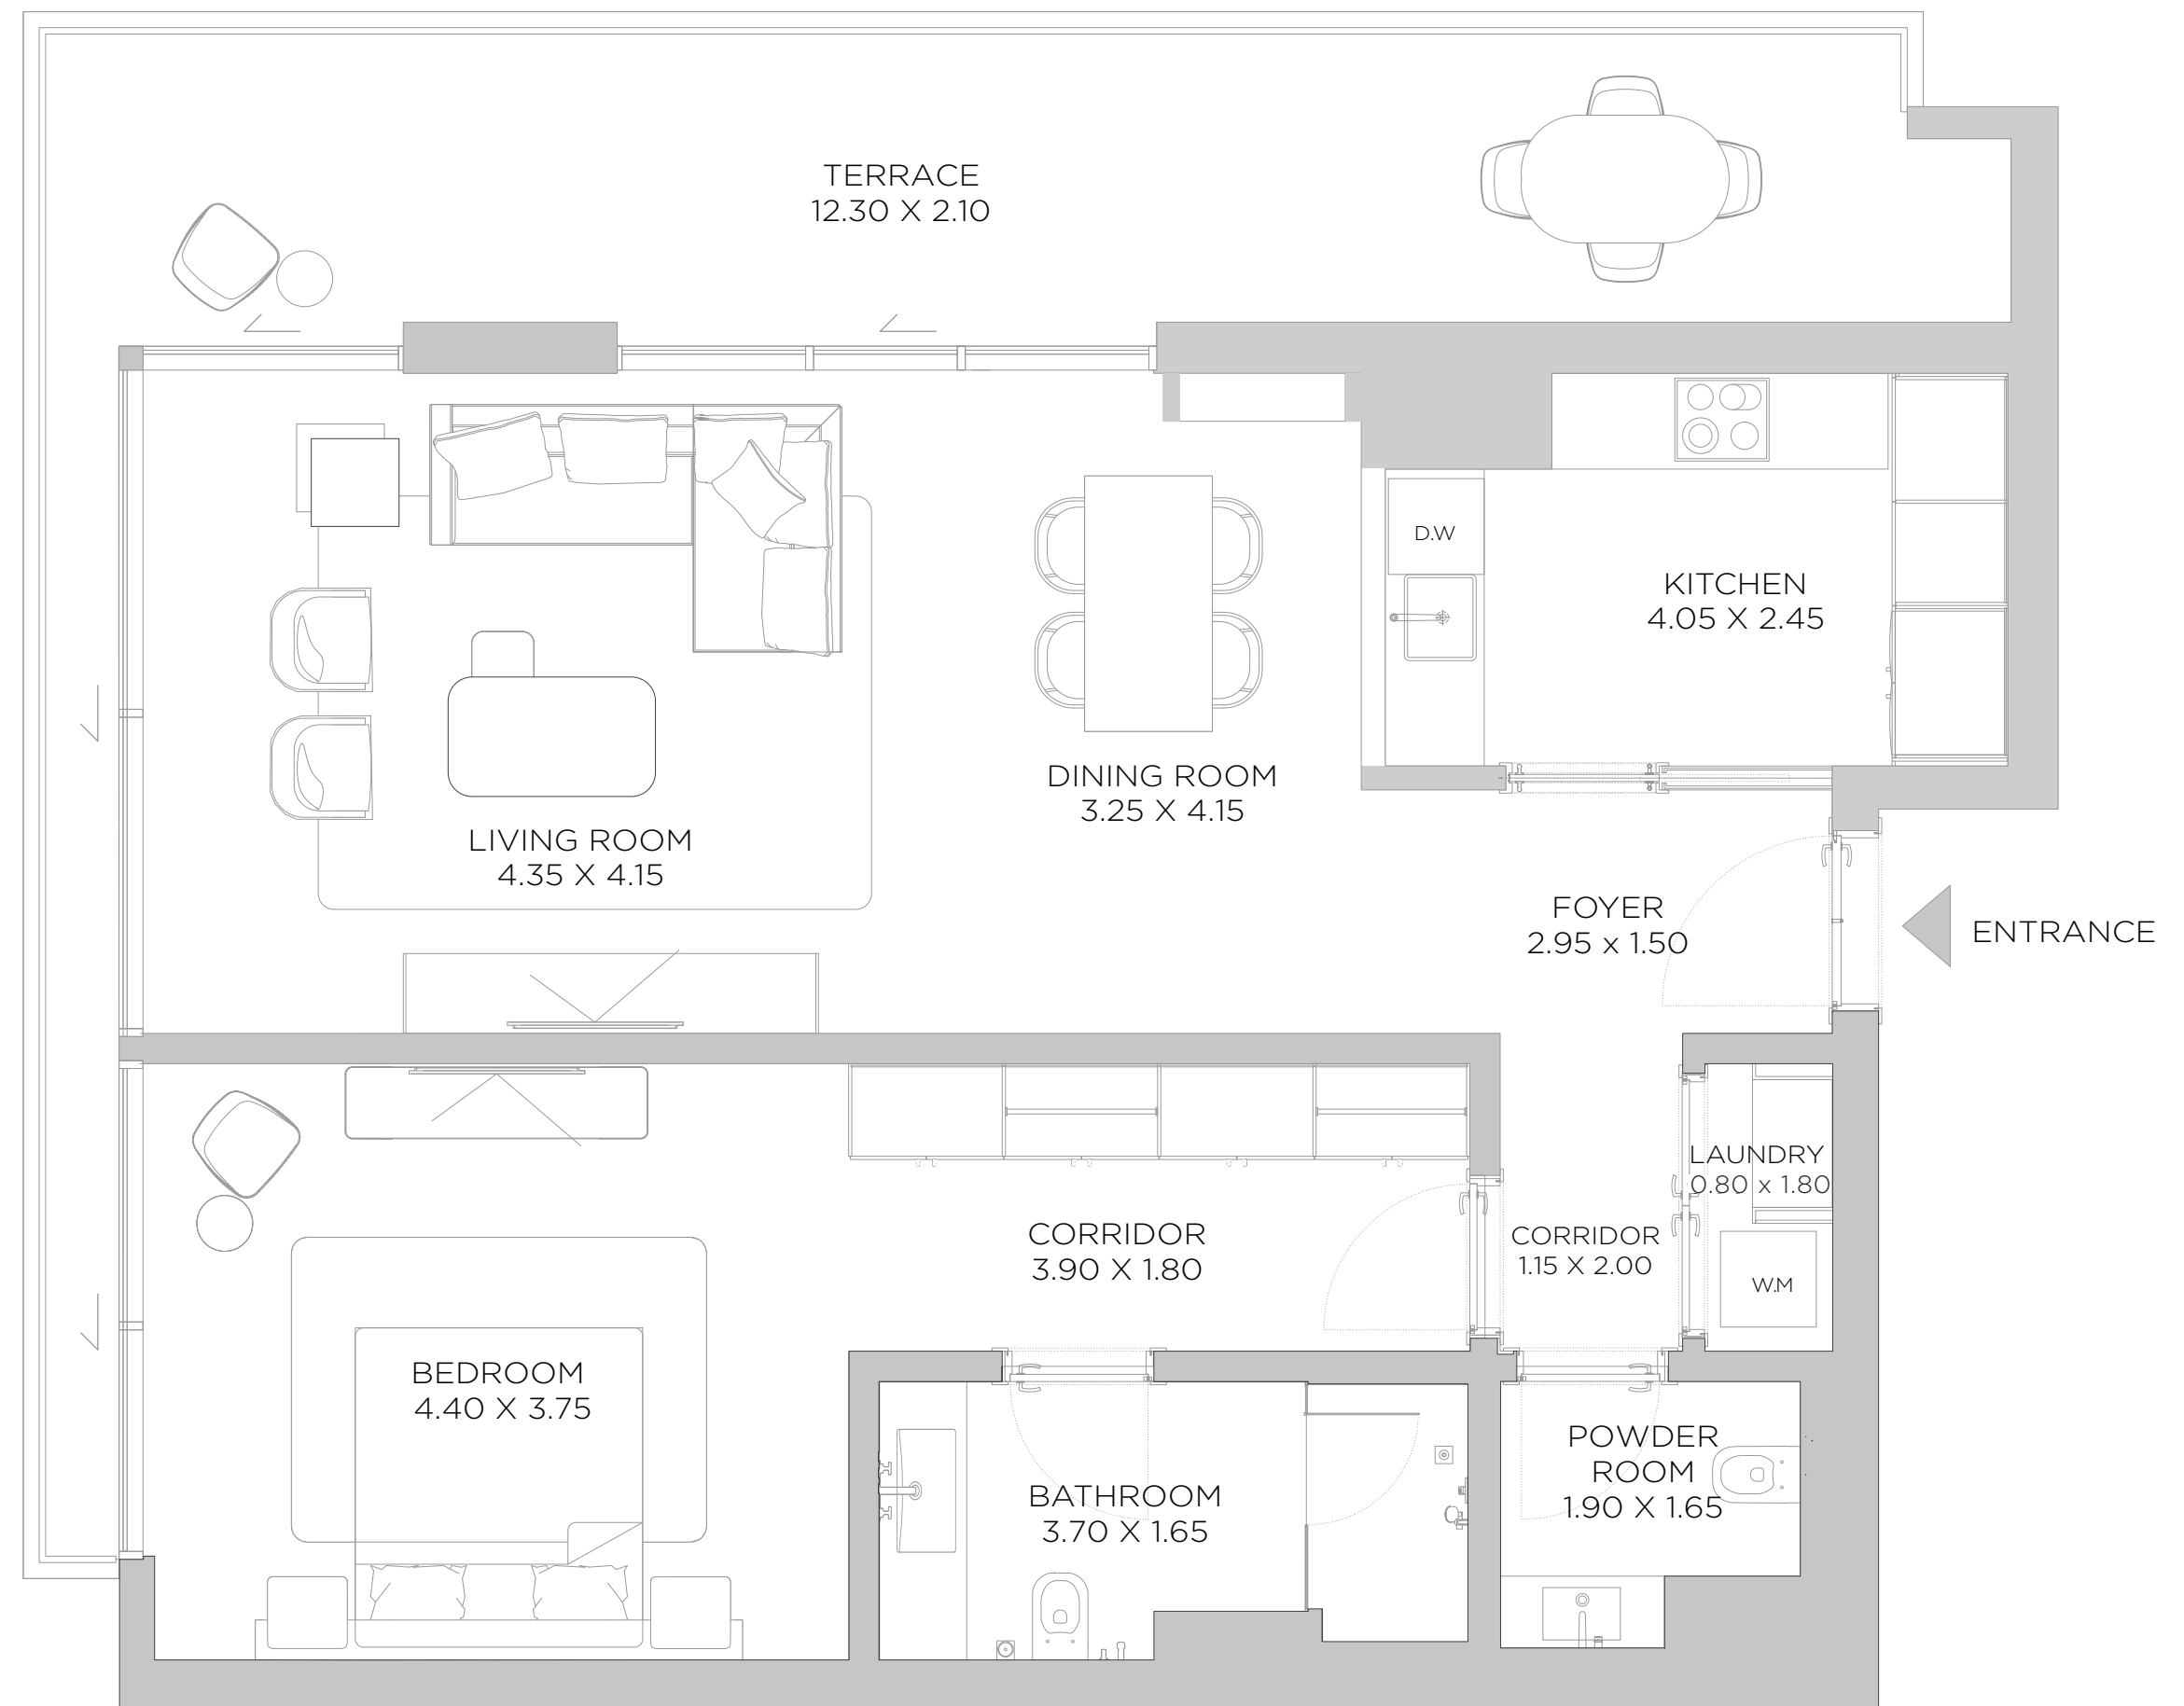 TERRACE
12.30 X 2.10
D.W
KITCHEN
4.05 X 2.45
DINING ROOM
3.25 X 4.15
LIVING ROOM
4.35 X 4.15
FOYER
2.95 x 1.50
ENTRANCE
LAUNDRY
0.80 x 1.80
CORRIDOR
3.90 X 1.80
CORRIDOR
1.15 X 2.00
W.M
BEDROOM
4.40 X 3.75
POWDER
ROOM
1.90 X 1.65
BATHROOM
3.70 X 1.65